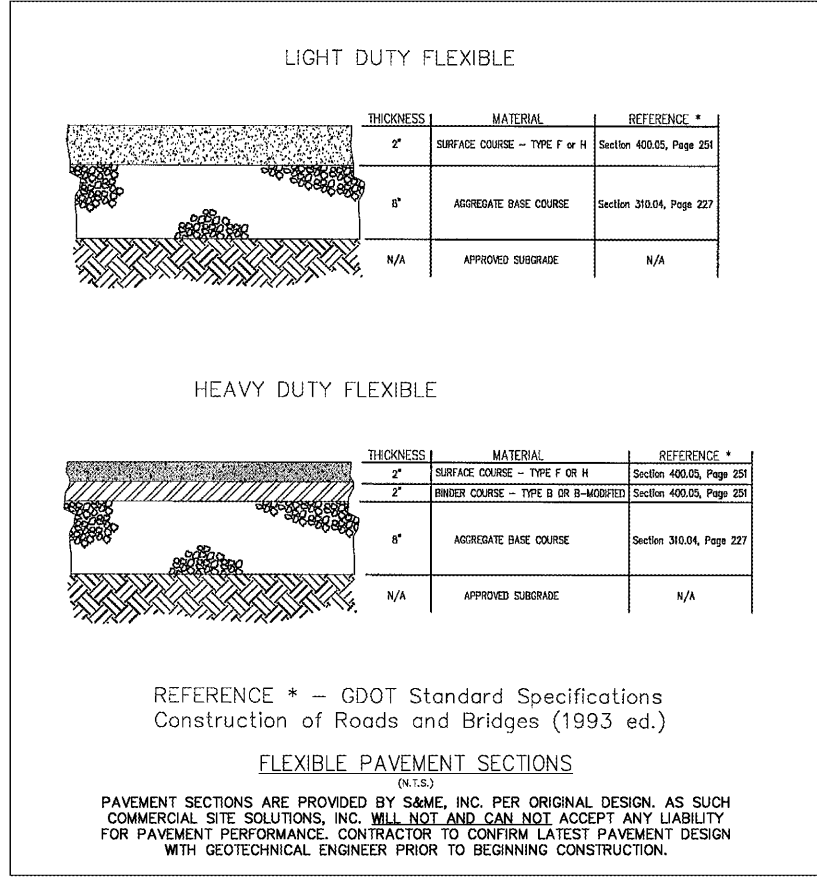 LIGHT DUTY FLEXIBLE
THICKNESS MATERIAL REFERENCE *
2" SURFACE COURSE – TYPE F or H Section 400.05, Page 251
8" AGGREGATE BASE COURSE Section 310.04, Page 227
N/A APPROVED SUBGRADE N/A
HEAVY DUTY FLEXIBLE
THICKNESS MATERIAL REFERENCE *
2" SURFACE COURSE – TYPE F OR H Section 400.05, Page 251
2" BINDER COURSE – TYPE B OR B–MODIFIED Section 400.05, Page 251
8" AGGREGATE BASE COURSE Section 310.04, Page 227
N/A APPROVED SUBGRADE N/A
REFERENCE * – GDOT Standard Specifications
Construction of Roads and Bridges (1993 ed.)
FLEXIBLE PAVEMENT SECTIONS
(N.T.S.)
PAVEMENT SECTIONS ARE PROVIDED BY S&ME, INC. PER ORIGINAL DESIGN. AS SUCH
COMMERCIAL SITE SOLUTIONS, INC. WILL NOT AND CAN NOT ACCEPT ANY LIABILITY
FOR PAVEMENT PERFORMANCE. CONTRACTOR TO CONFIRM LATEST PAVEMENT DESIGN
WITH GEOTECHNICAL ENGINEER PRIOR TO BEGINNING CONSTRUCTION.